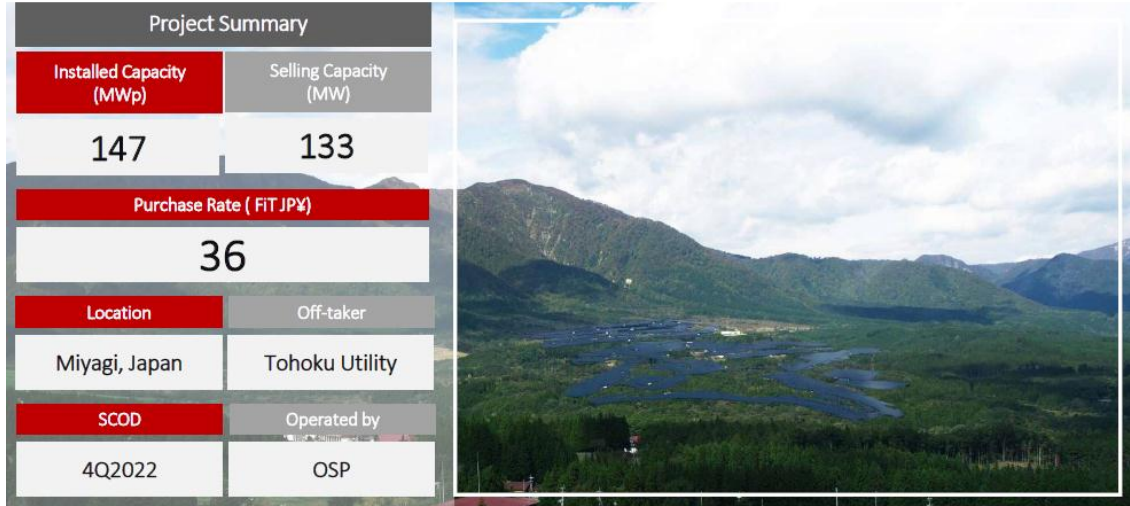 Project Summary
Installed Capacity
(MWp)
Selling Capacity
(MW)
147
133
Purchase Rate ( FiT JP¥)
36
Location
Off-taker
Miyagi, Japan
Tohoku Utility
SCOD
Operated by
4Q2022
OSP